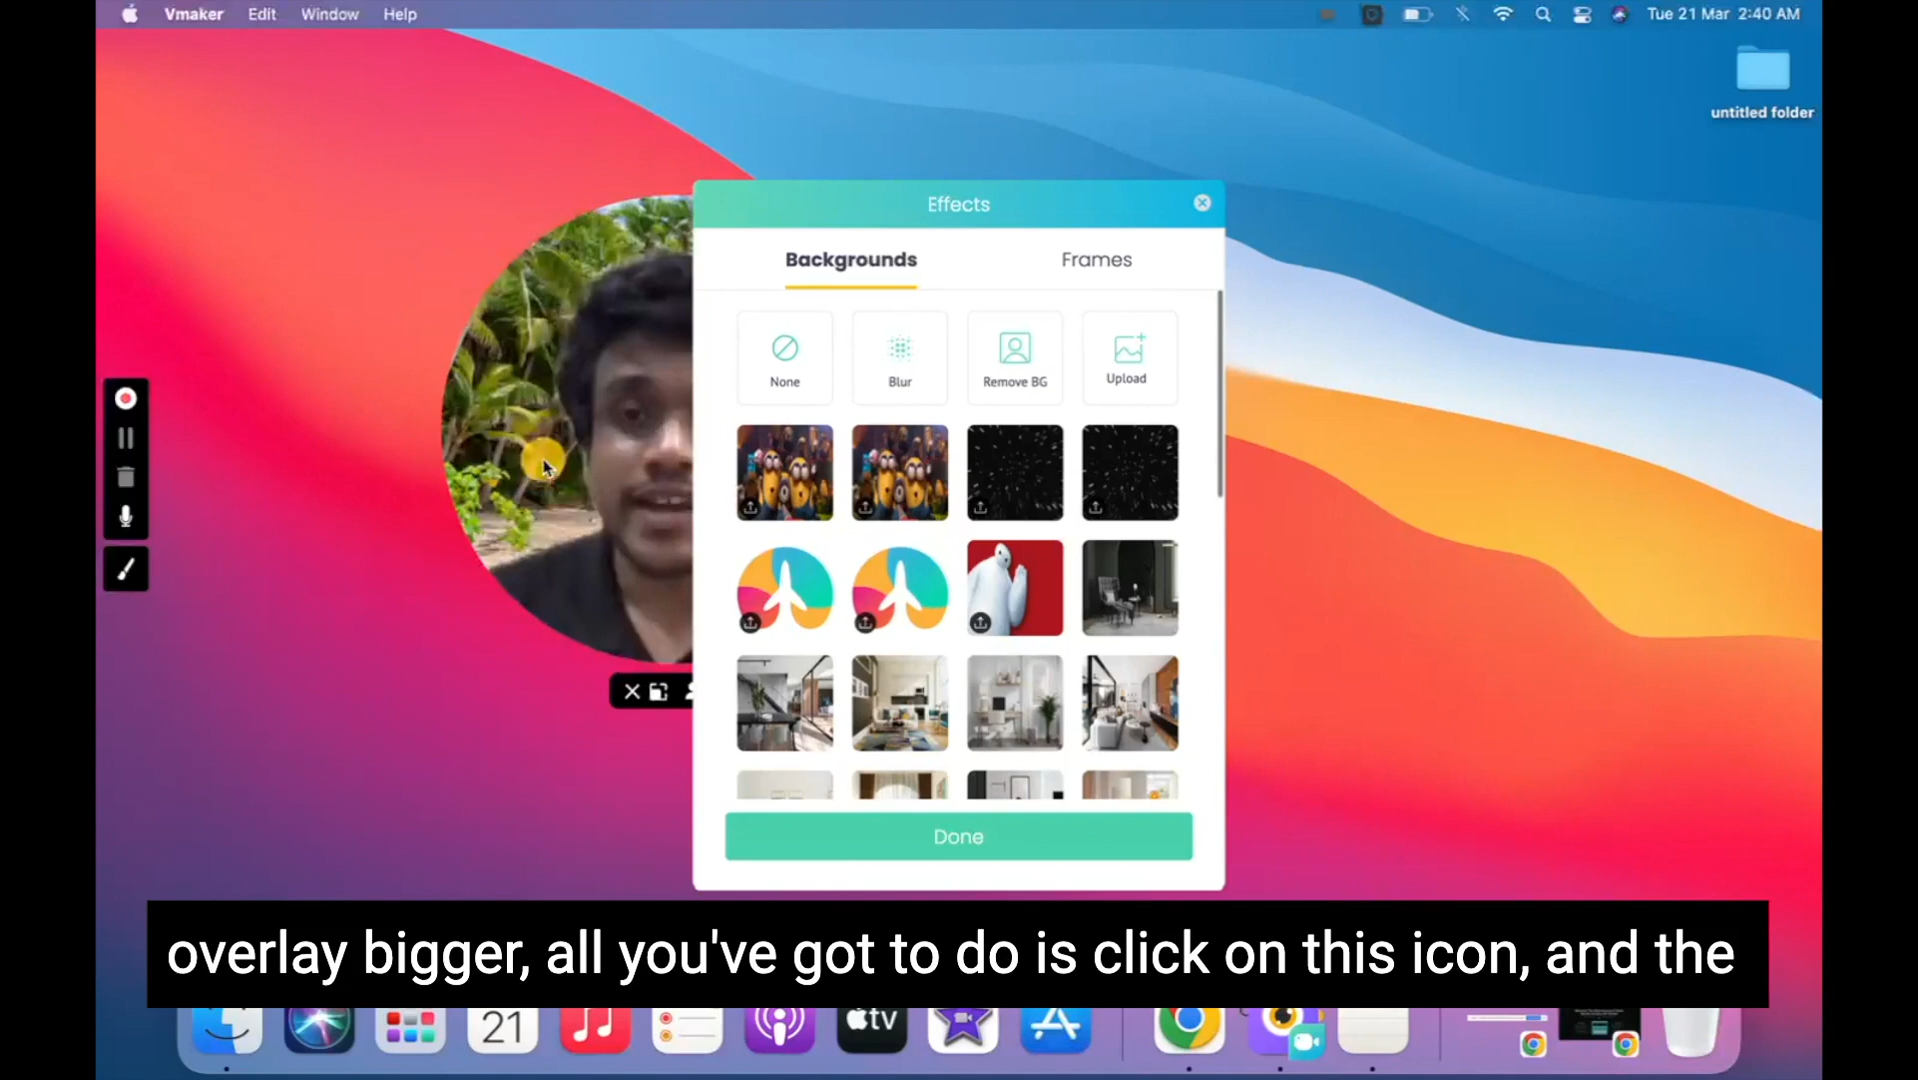 Vmaker Edit Window Help Tue 21 Mar 2:40 AM
untitled folder
Effects
Backgrounds Frames
None Blur Remove BG Upload
Done
overlay bigger, all you've got to do is click on this icon, and the
21
tv